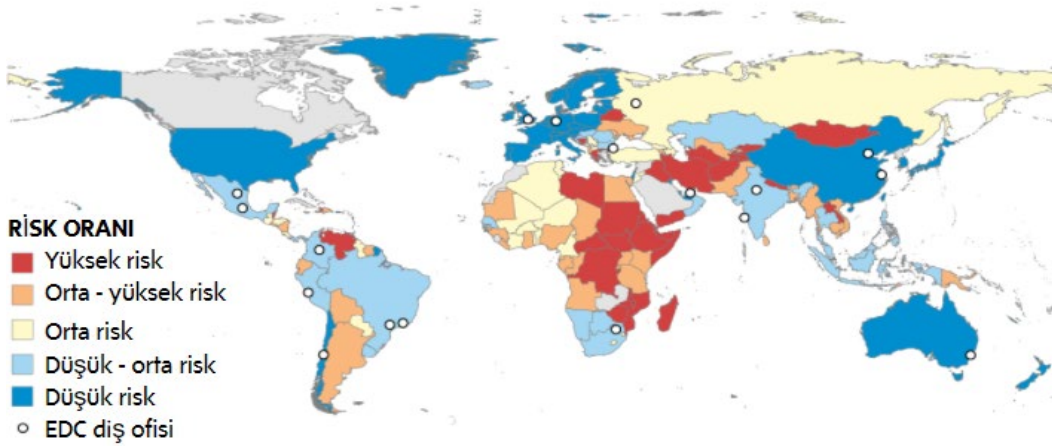 RİSK ORANI
Yüksek risk
Orta - yüksek risk
Orta risk
Düşük - orta risk
Düşük risk
EDC dış ofisi